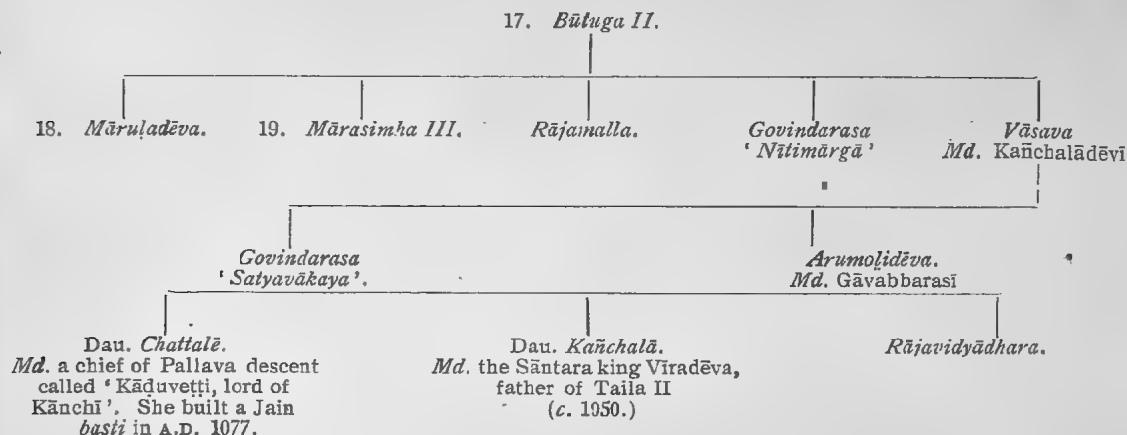 17. Būtuga II.
18. Māruḷadēva. 19. Mārasimha III. Rājamalla. Govindarasa Vāsava
‘ Nītimārgā ’ Md. Kañchalādēvī
Govindarasa Arumoḷidēva.
‘ Satyavākaya ’. Md. Gāvabbarasī
Dau. Chattalē. Dau. Kañchalā. Rājavidyādhara.
Md. a chief of Pallava descent Md. the Sāntara king Vīradēva,
called ‘ Kāḍuveṭṭi, lord of father of Taila II
Kānchī ’. She built a Jain (c. 1050.)
basti in A.D. 1077.